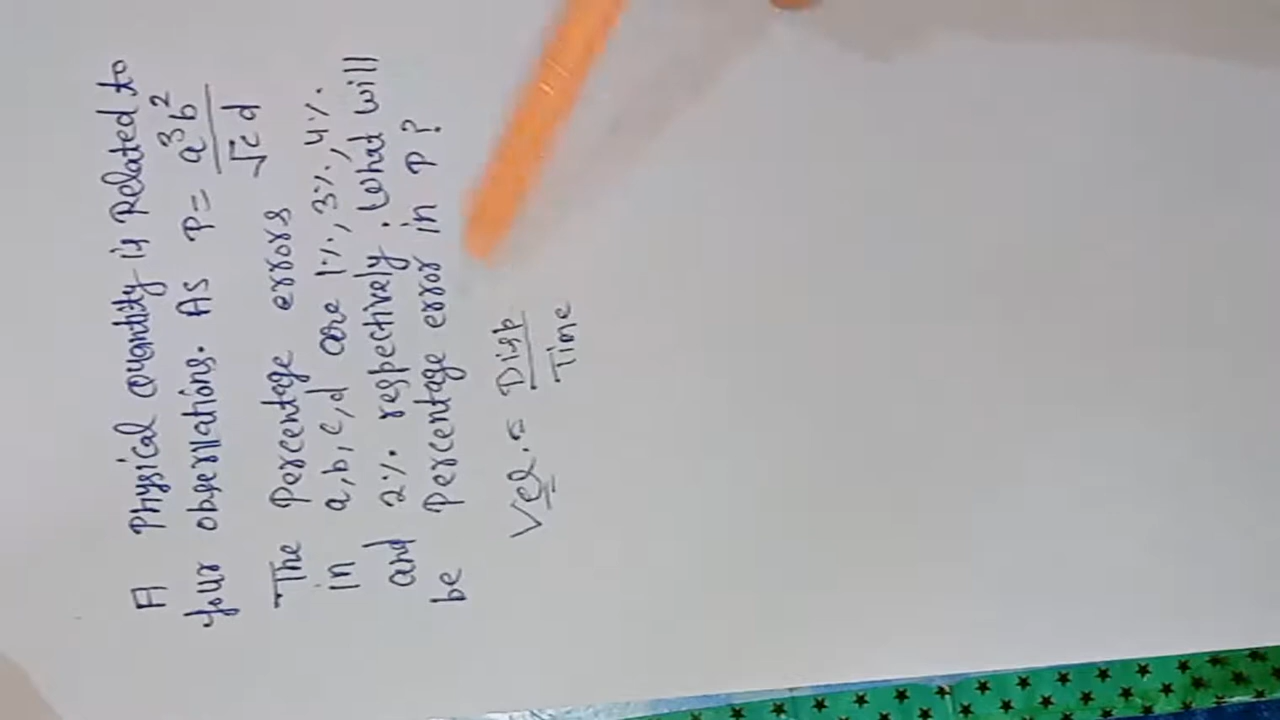 A Physical quantity is Related to
four observations. As P = a³b²
√c d
The Percentage errors
in a, b, c, d are 1%, 3%, 4%
and 2% respectively. What will
be Percentage error in P?
Vel. = Disp
Time